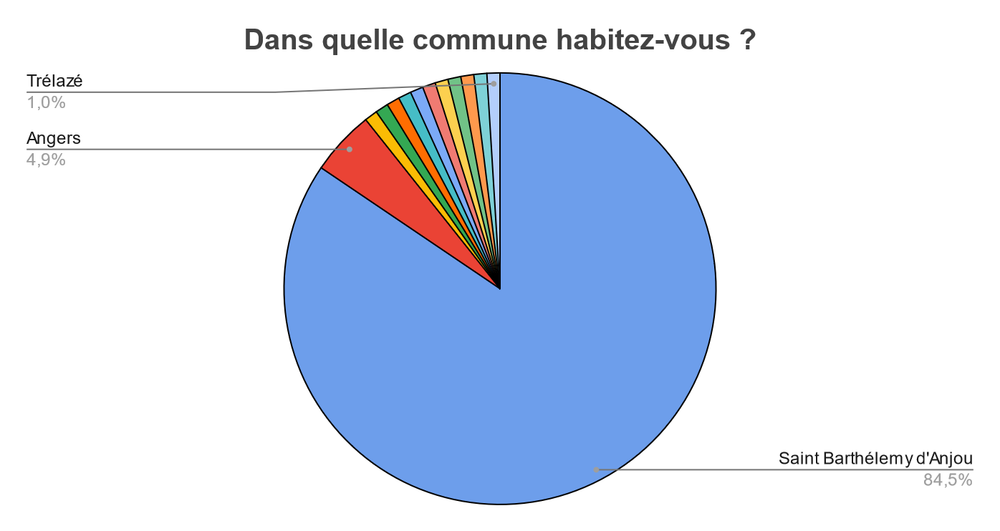 Dans quelle commune habitez-vous ?
Trélazé
1,0%
Angers
4,9%
Saint Barthélemy d'Anjou
84,5%